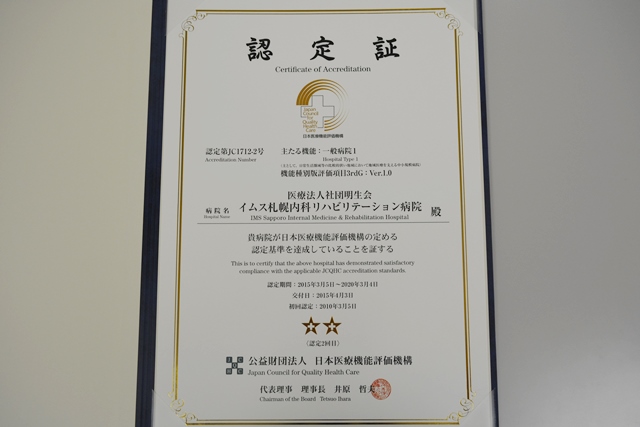 認定証
Certificate of Accreditation
Japan
Council
for
Quality
Health
Care
日本医療機能評価機構
認定第JC1712-2号
Accreditation Number
主たる機能：一般病院1
Hospital Type 1
機能種別版評価項目3rdG：Ver.1.0
医療法人社団明生会
病院名
Hospital Name
イムス札幌内科リハビリテーション病院 殿
IMS Sapporo Internal Medicine & Rehabilitation Hospital
貴病院が日本医療機能評価機構の定める
認定基準を達成していることを証する
This is to certify that the above hospital has demonstrated satisfactory
compliance with the applicable JCQHC accreditation standards.
認定期間：2015年3月5日～2020年3月4日
交付日：2015年4月3日
初回認定：2010年3月5日
（認定2回目）
公益財団法人 日本医療機能評価機構
Japan Council for Quality Health Care
代表理事 理事長 井原 哲夫
Chairman of the Board Tetsuo Ihara